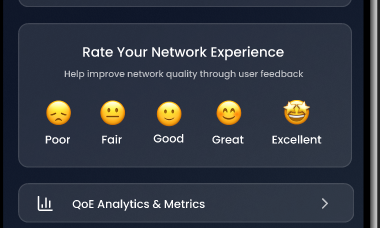 Rate Your Network Experience
Help improve network quality through user feedback
Poor Fair Good Great Excellent
QoE Analytics & Metrics